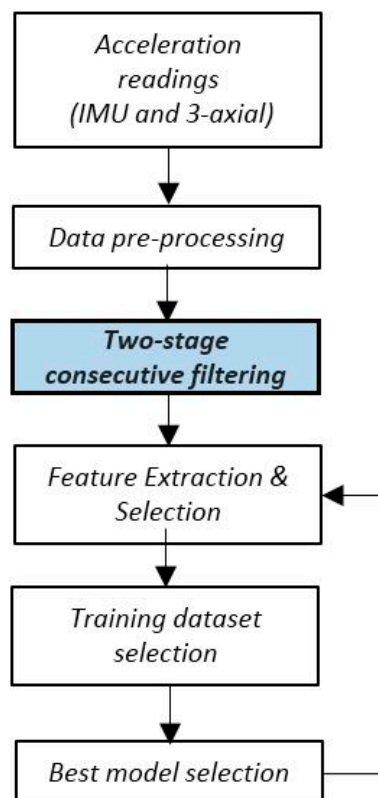 Acceleration
readings
(IMU and 3-axial)
Data pre-processing
Two-stage
consecutive filtering
Feature Extraction &
Selection
Training dataset
selection
Best model selection